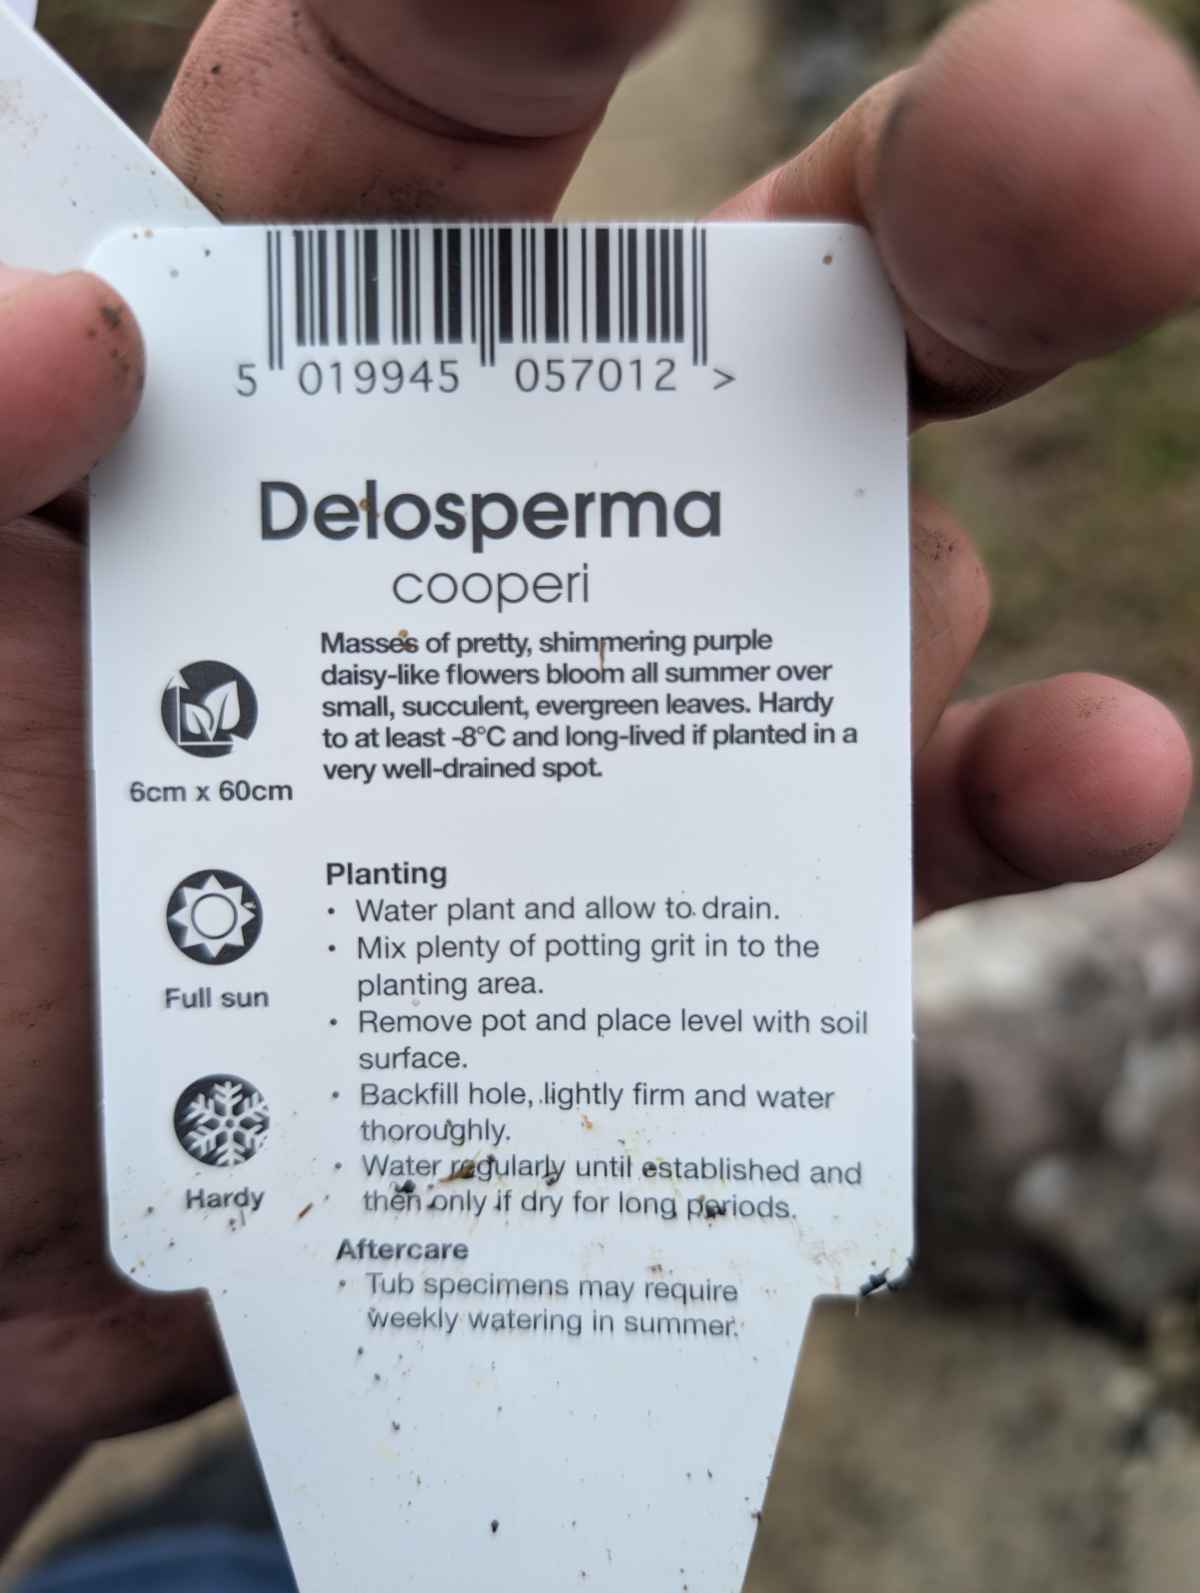 5 019945 057012 >
Delosperma
cooperi
Masses of pretty, shimmering purple
daisy-like flowers bloom all summer over
small, succulent, evergreen leaves. Hardy
to at least -8°C and long-lived if planted in a
very well-drained spot.
6cm x 60cm
Planting
• Water plant and allow to drain.
• Mix plenty of potting grit in to the
planting area.
Full sun
• Remove pot and place level with soil
surface.
• Backfill hole, lightly firm and water
thoroughly.
• Water regularly until established and
then only if dry for long periods.
Hardy
Aftercare
• Tub specimens may require
weekly watering in summer.